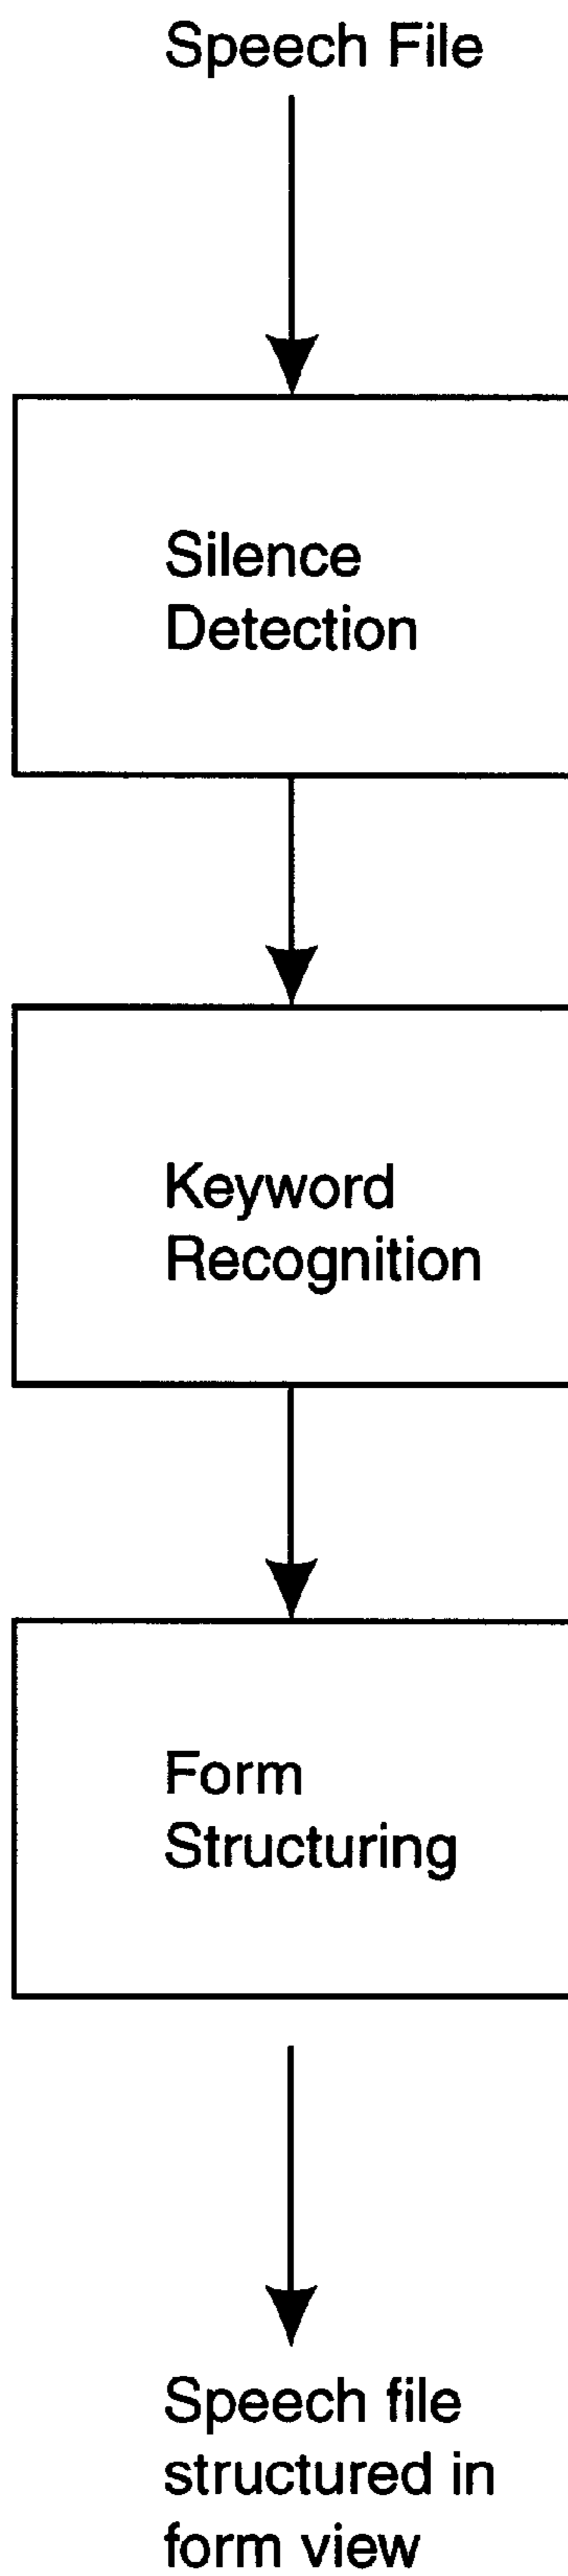 Speech File
Silence
Detection
Keyword
Recognition
Form
Structuring
Speech file
structured in
form view